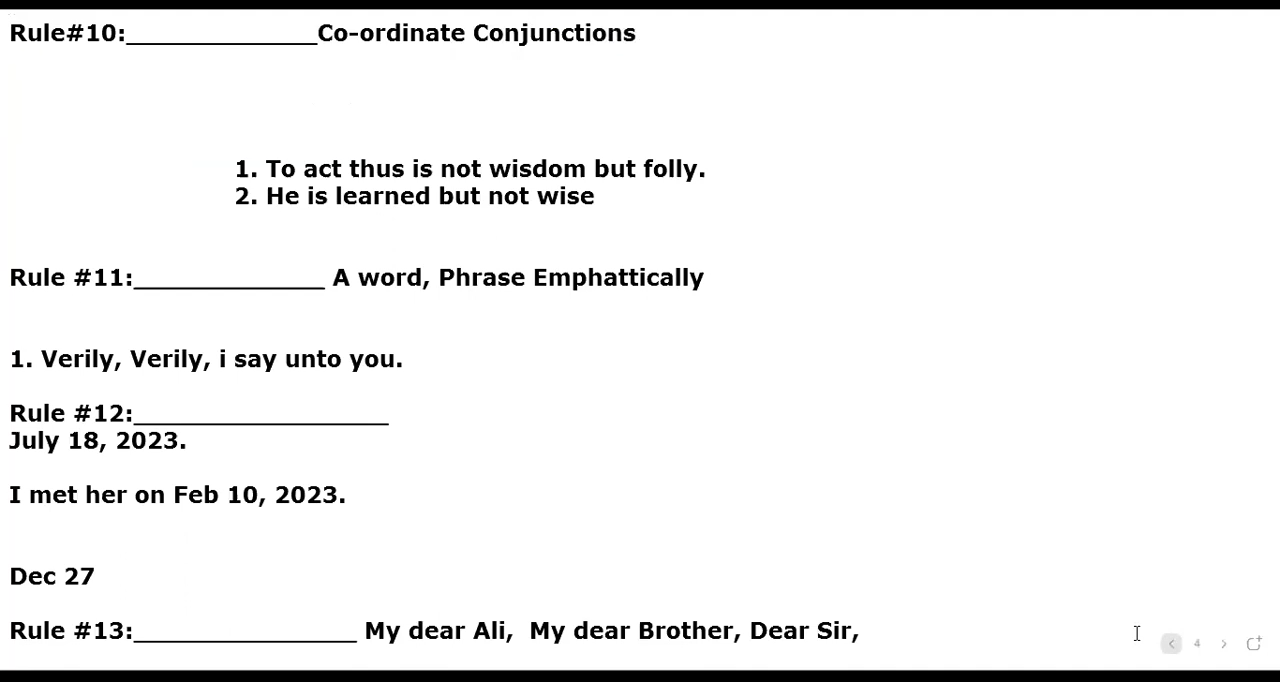 Rule#10:______________Co-ordinate Conjunctions
1. To act thus is not wisdom but folly.
2. He is learned but not wise
Rule #11:______________ A word, Phrase Emphattically
1. Verily, Verily, i say unto you.
Rule #12:___________________
July 18, 2023.
I met her on Feb 10, 2023.
Dec 27
Rule #13:_________________ My dear Ali,  My dear Brother, Dear Sir,
4